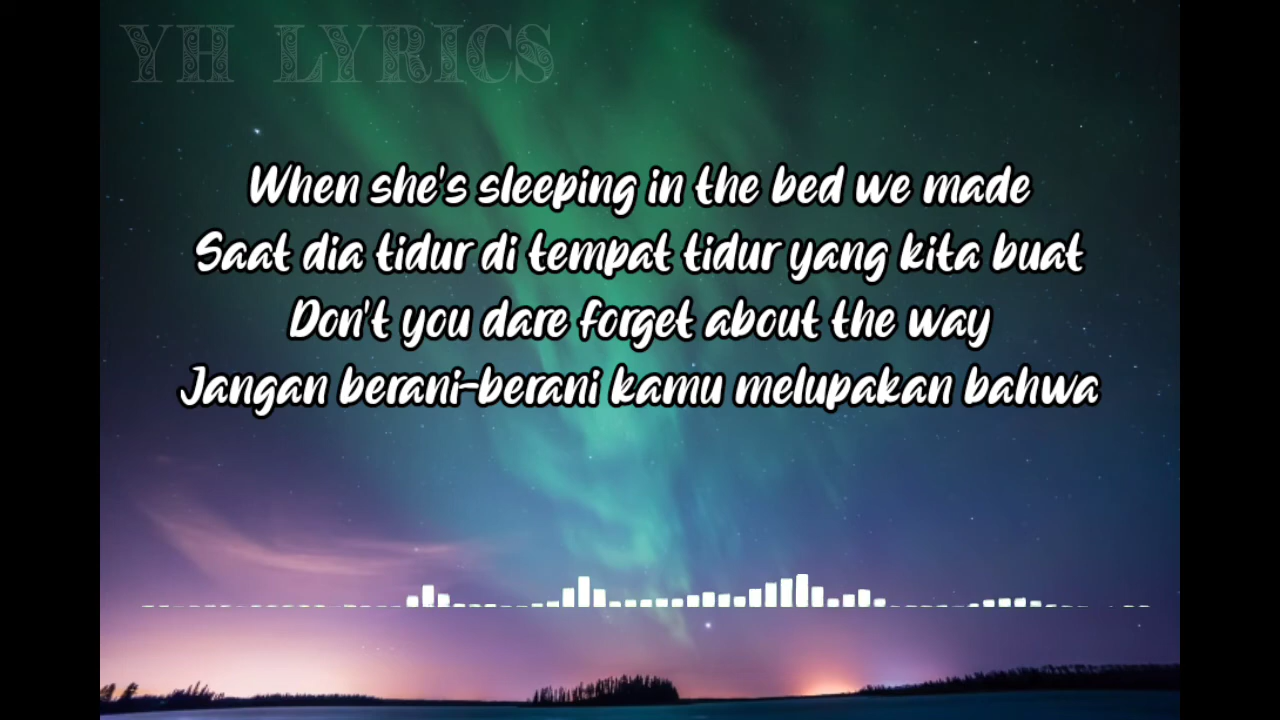 YH LYRICS
When she's sleeping in the bed we made
Saat dia tidur di tempat tidur yang kita buat
Don't you dare forget about the way
Jangan berani-berani kamu melupakan bahwa